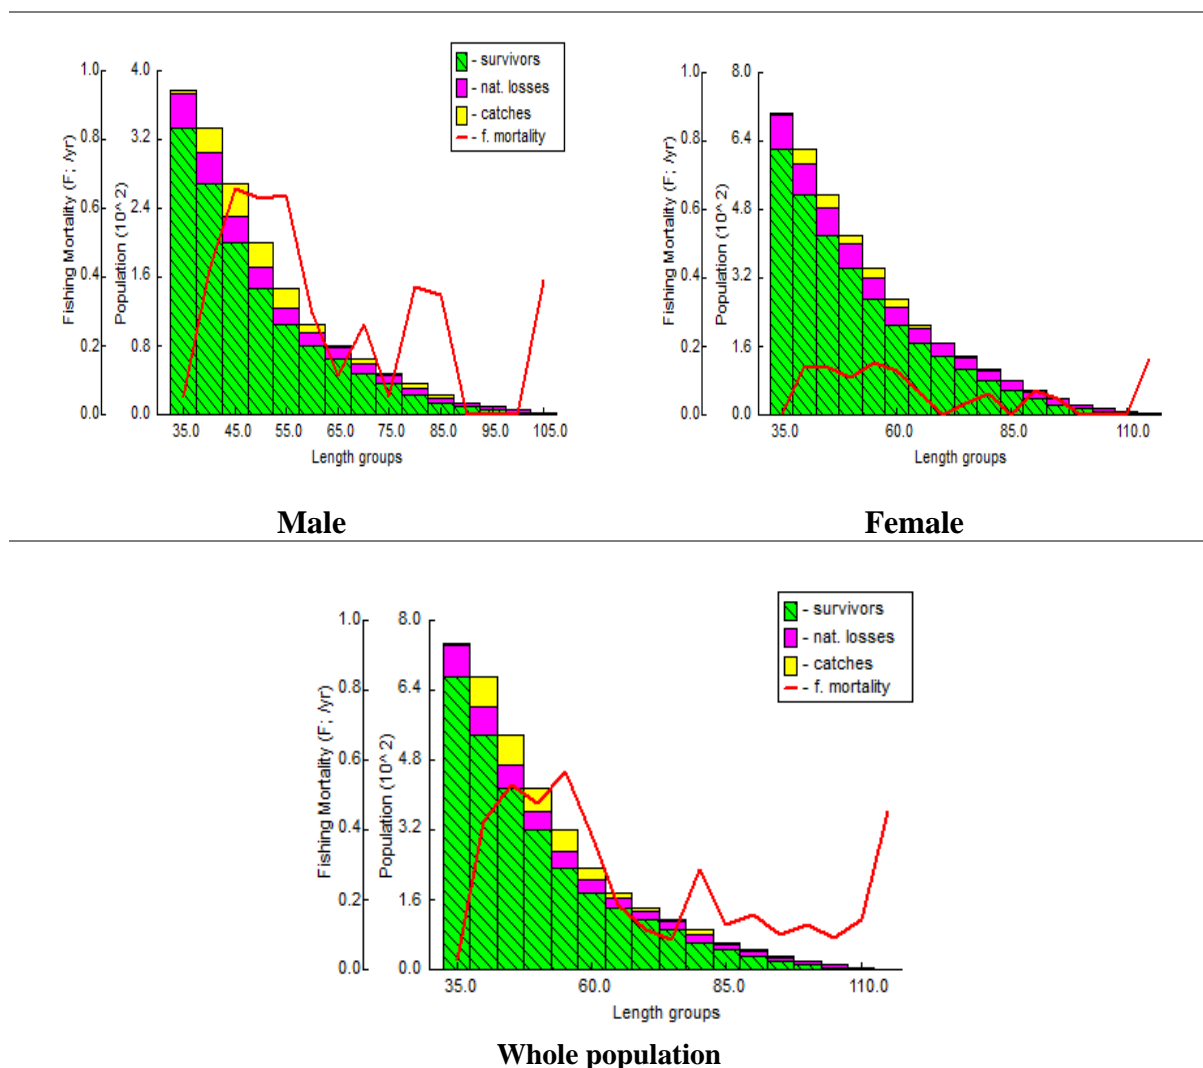 - survivors
- nat. losses
- catches
- f. mortality
Fishing Mortality (F; /yr)
1.0
0.8
0.6
0.4
0.2
0.0
Population (10^ 2)
4.0
3.2
2.4
1.6
0.8
0.0
35.0 45.0 55.0 65.0 75.0 85.0 95.0 105.0
Length groups
Male
Fishing Mortality (F; /yr)
1.0
0.8
0.6
0.4
0.2
0.0
Population (10^ 2)
8.0
6.4
4.8
3.2
1.6
0.0
35.0 60.0 85.0 110.0
Length groups
Female
- survivors
- nat. losses
- catches
- f. mortality
Fishing Mortality (F; /yr)
1.0
0.8
0.6
0.4
0.2
0.0
Population (10^ 2)
8.0
6.4
4.8
3.2
1.6
0.0
35.0 60.0 85.0 110.0
Length groups
Whole population